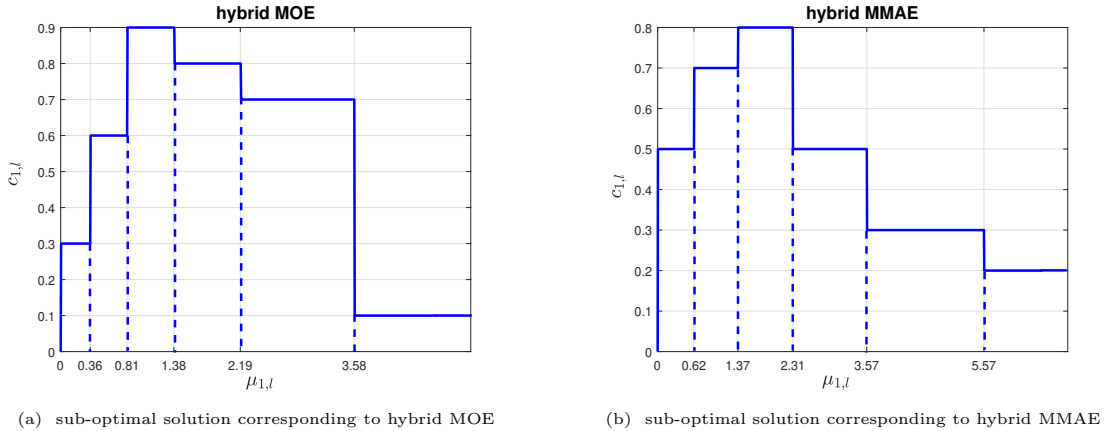 hybrid MOE
0.9
0.8
0.7
0.6
0.5
0.4
0.3
0.2
0.1
0
c1,l
0 0.36 0.81 1.38 2.19 3.58
μ1,l
(a) sub-optimal solution corresponding to hybrid MOE
hybrid MMAE
0.8
0.7
0.6
0.5
0.4
0.3
0.2
0.1
0
c1,l
0 0.62 1.37 2.31 3.57 5.57
μ1,l
(b) sub-optimal solution corresponding to hybrid MMAE